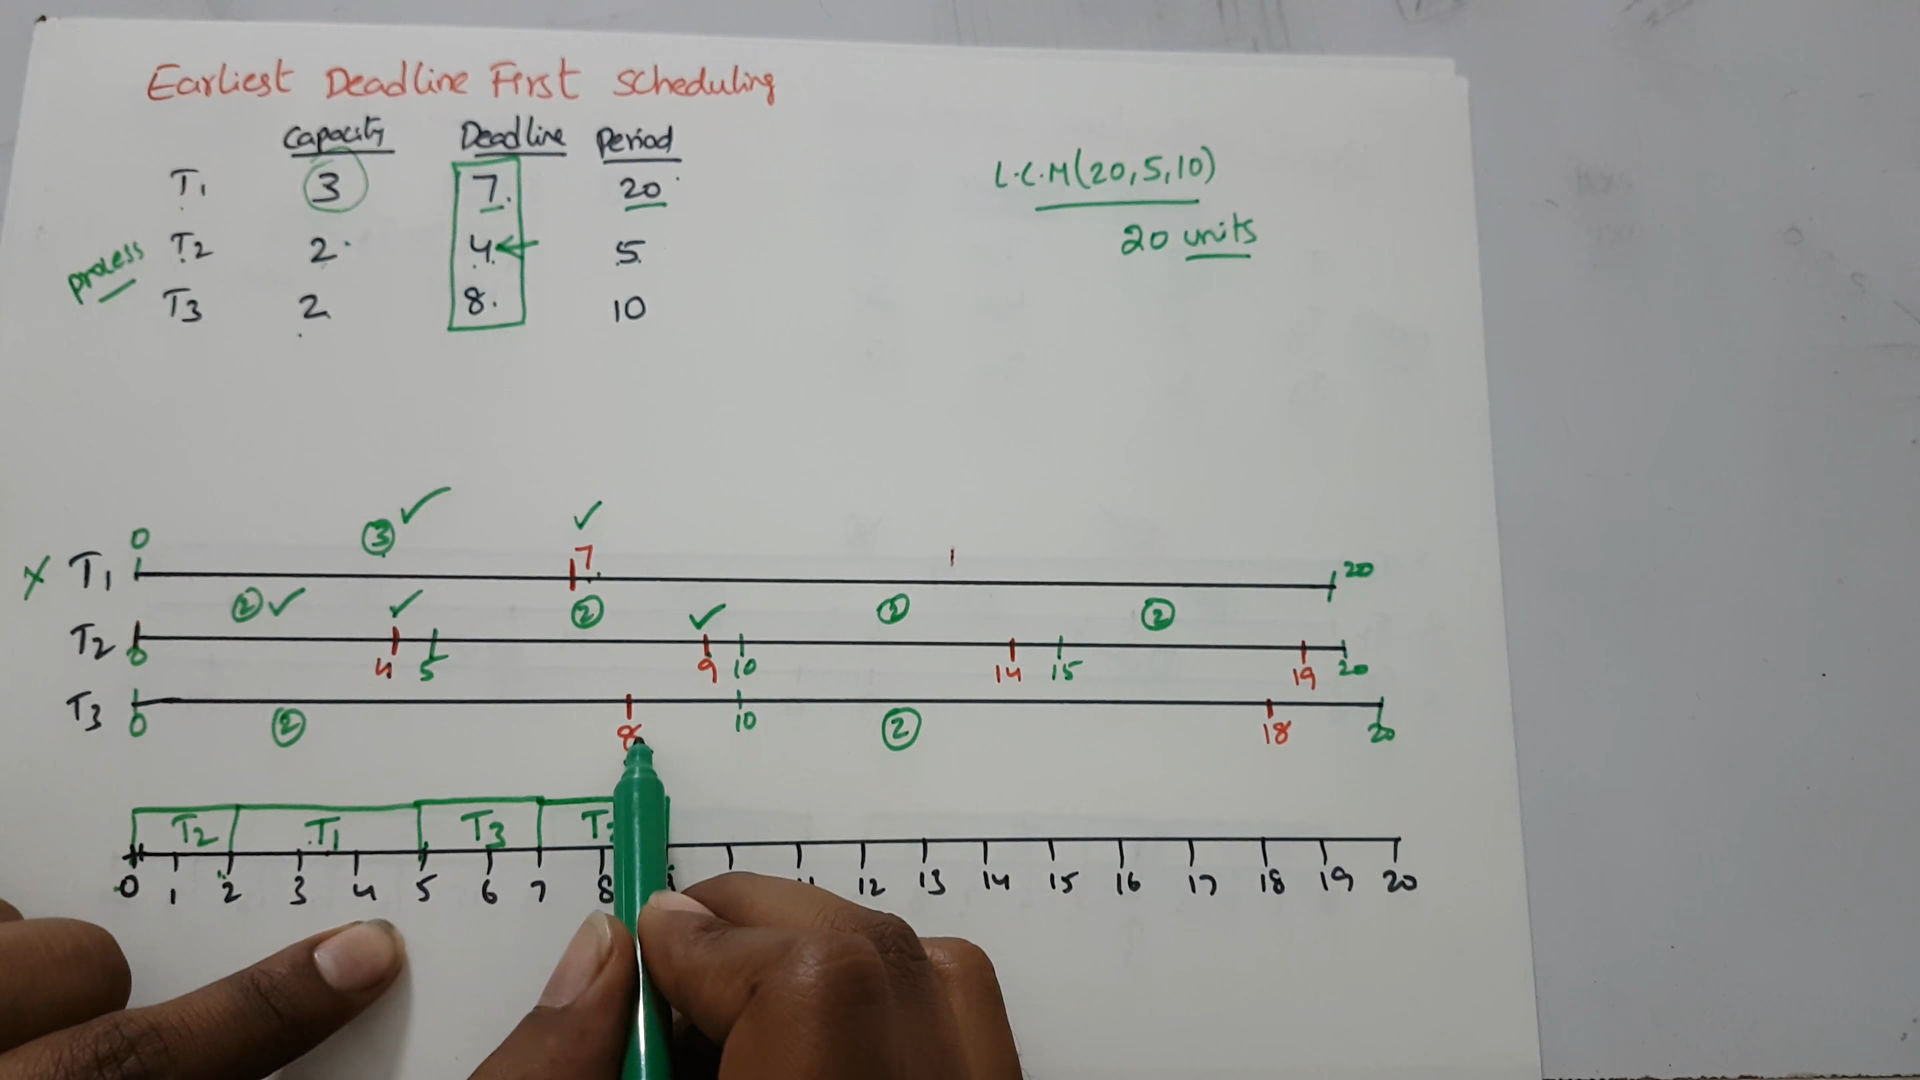 Earliest Deadline First Scheduling
Capacity Deadline Period
T1 3 7. 20
process T2 2 4. 5
T3 2 8. 10
L.C.M(20,5,10)
20 units
0 3 7 20
X T1
2 2 2 2
T2 0 4 5 9 10 14 15 19 20
T3 0 2 8 10 2 18 20
T2 T1 T3
0 1 2 3 4 5 6 7 8 12 13 14 15 16 17 18 19 20